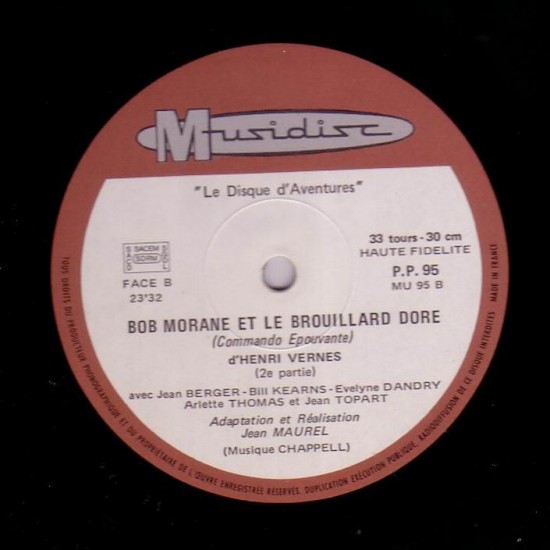 Musidisc
"Le Disque d'Aventures"
33 tours - 30 cm
HAUTE FIDELITE
SACEM
SACD SDRM SGDL
P.P. 95
FACE B
MU 95 B
23'32
BOB MORANE ET LE BROUILLARD DORE
(Commando Epouvante)
d'HENRI VERNES
(2e partie)
avec Jean BERGER - Bill KEARNS - Evelyne DANDRY
Arlette THOMAS et Jean TOPART
Adaptation et Réalisation
Jean MAUREL
(Musique CHAPPELL)
TOUS DROITS DU PRODUCTEUR PHONOGRAPHIQUE ET DU PROPRIETAIRE DE L'ŒUVRE ENREGISTREE RESERVES. DUPLICATION EXECUTION PUBLIQUE, RADIODIFFUSION DE CE DISQUE INTERDITES
MADE IN FRANCE